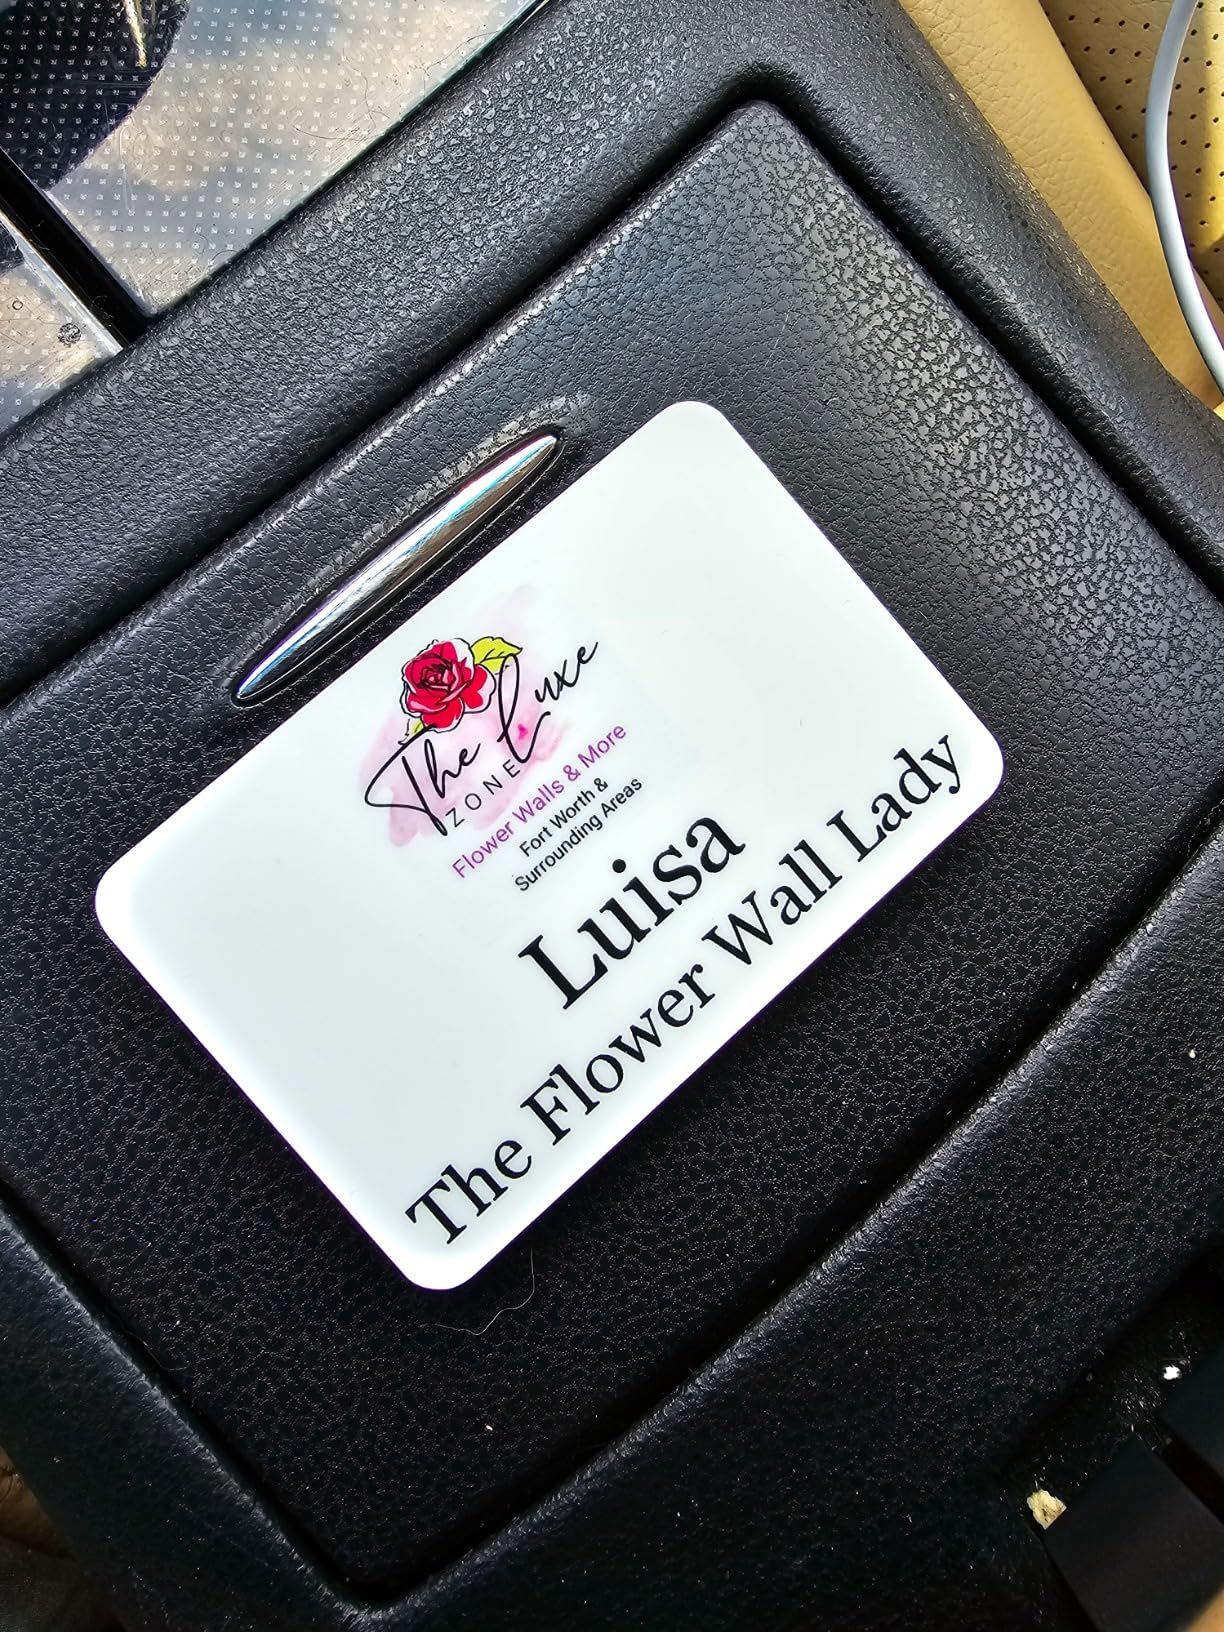 The Luxe
ZONE
Flower Walls & More
Fort Worth &
Surrounding Areas
Luisa
The Flower Wall Lady